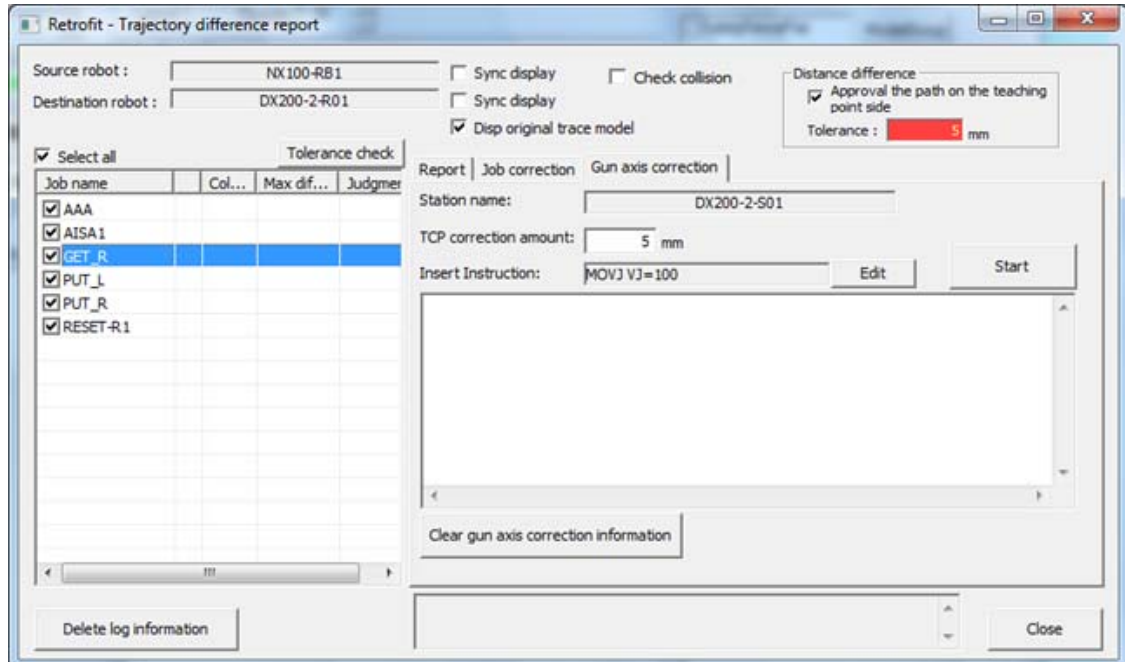 Retrofit - Trajectory difference report
Source robot : NX100-RB1
Destination robot : DX200-2-R01
Sync display
Check collision
Sync display
Disp original trace model
Distance difference
Approval the path on the teaching
point side
Tolerance : 5 mm
Select all
Tolerance check
Job name Col... Max dif... Judgmer
AAA
AISA1
GET_R
PUT_L
PUT_R
RESET-R1
Report Job correction Gun axis correction
Station name: DX200-2-S01
TCP correction amount: 5 mm
Insert Instruction: MOVJ VJ=100 Edit
Start
Clear gun axis correction information
Delete log information
Close